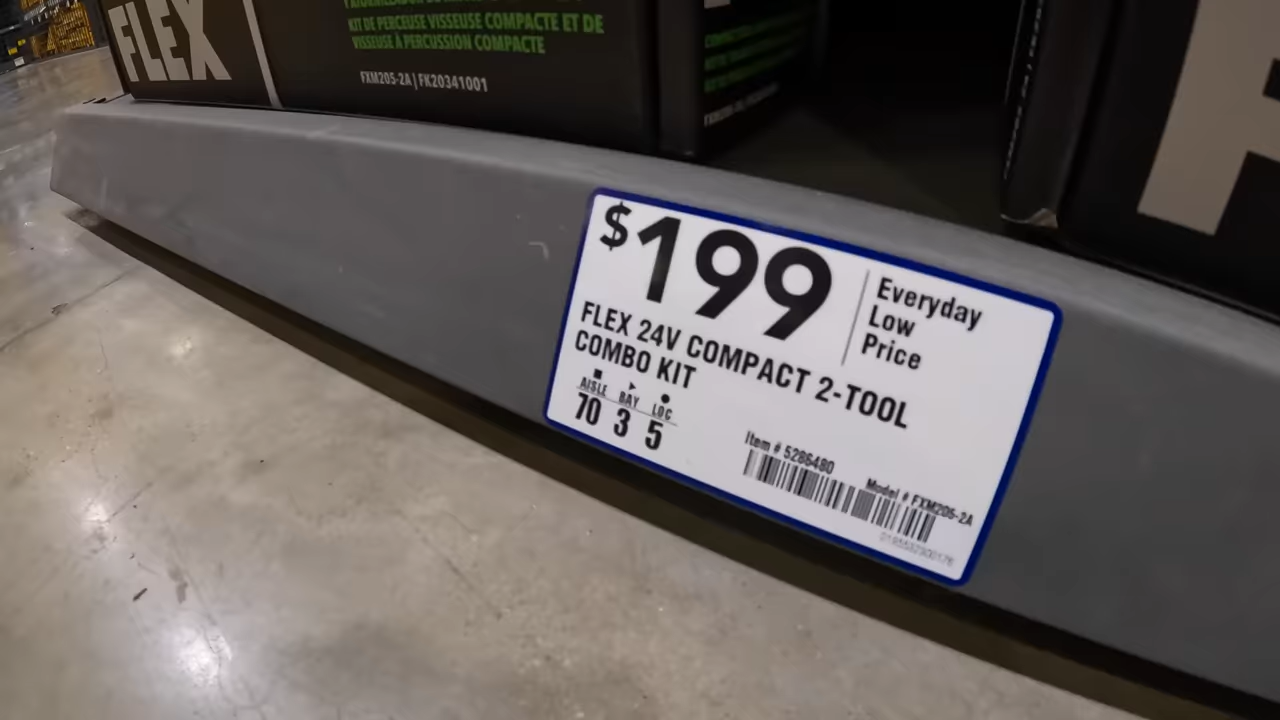 FLEX
KIT DE PERCEUSE VISSEUSE COMPACTE ET DE
VISSEUSE À PERCUSSION COMPACTE
FXM205-2A | FK20341001
$199
Everyday
Low
Price
FLEX 24V COMPACT 2-TOOL
COMBO KIT
AISLE BAY LOC
70 3 5
Item # 5286480
Model # FXM205-2A